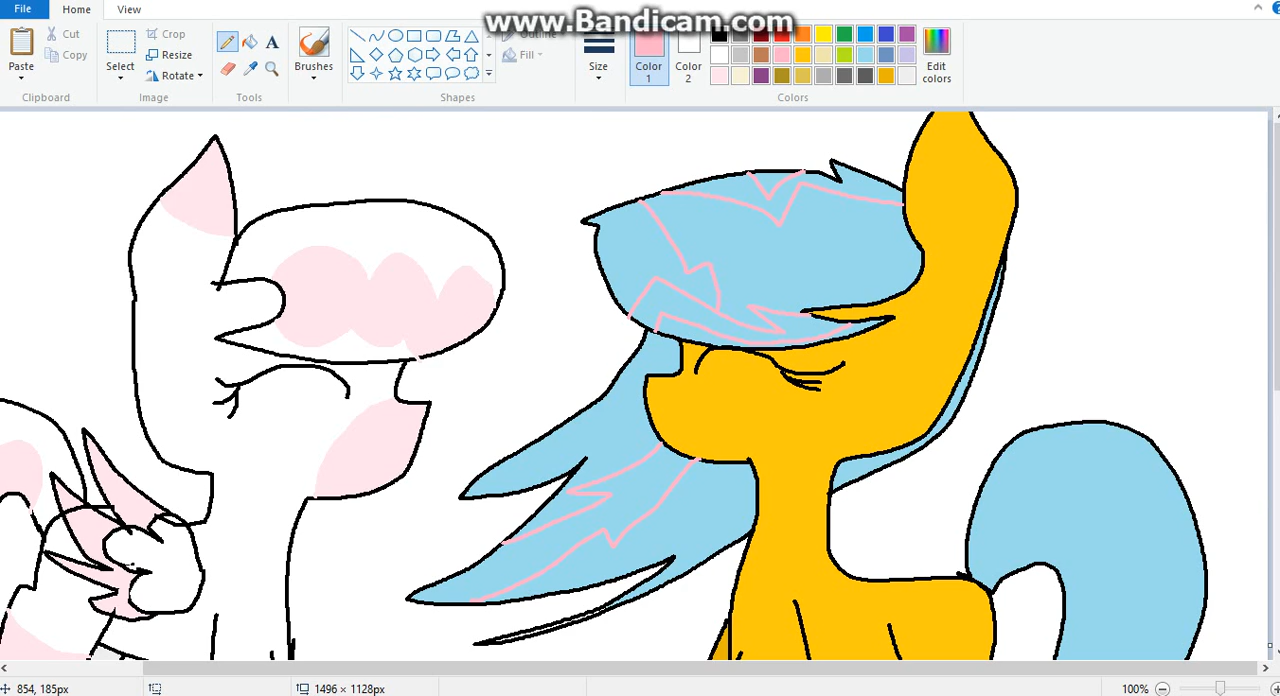 www.Bandicam.com
File
Home
View
Paste
Cut
Copy
Clipboard
Select
Crop
Resize
Rotate
Image
Tools
Brushes
Shapes
Outline
Fill
Size
Color 1
Color 2
Edit colors
Colors
854, 185px
1496 × 1128px
100%